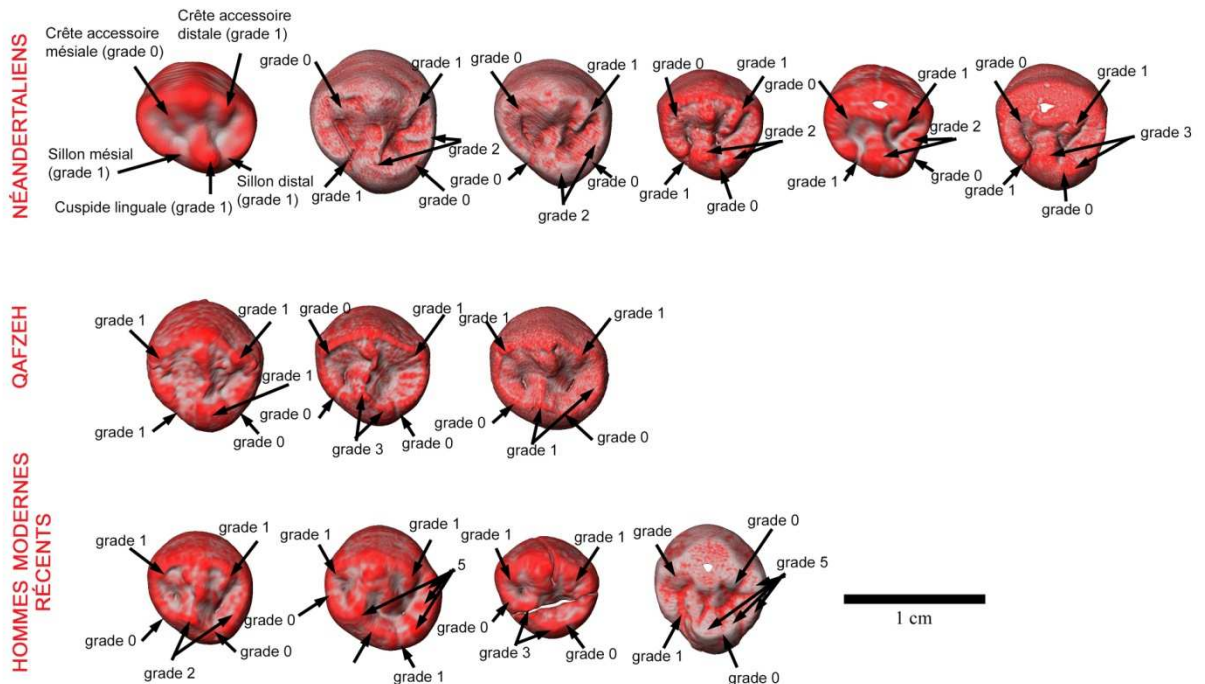 NÉANDERTALIENS
Crête accessoire
mésiale (grade 0)
Crête accessoire
distale (grade 1)
Sillon mésial
(grade 1)
Cuspide linguale (grade 1)
Sillon distal
(grade 1)
grade 0
grade 1
grade 2
grade 1
grade 0
grade 0
grade 1
grade 0
grade 2
grade 0
grade 0
grade 1
grade 2
grade 1
grade 0
grade 0
grade 1
grade 2
grade 1
grade 0
grade 0
grade 1
grade 3
grade 1
grade 0
QAFZEH
grade 1
grade 1
grade 1
grade 1
grade 0
grade 0
grade 1
grade 0
grade 3
grade 0
grade 1
grade 1
grade 0
grade 1
grade 0
HOMMES MODERNES
RÉCENTS
grade 1
grade 1
grade 0
grade 2
grade 0
grade 1
grade 1
5
grade 0
grade 1
grade 1
grade 1
grade 0
grade 3
grade 0
grade
grade 0
grade 5
grade 1
grade 0
1 cm